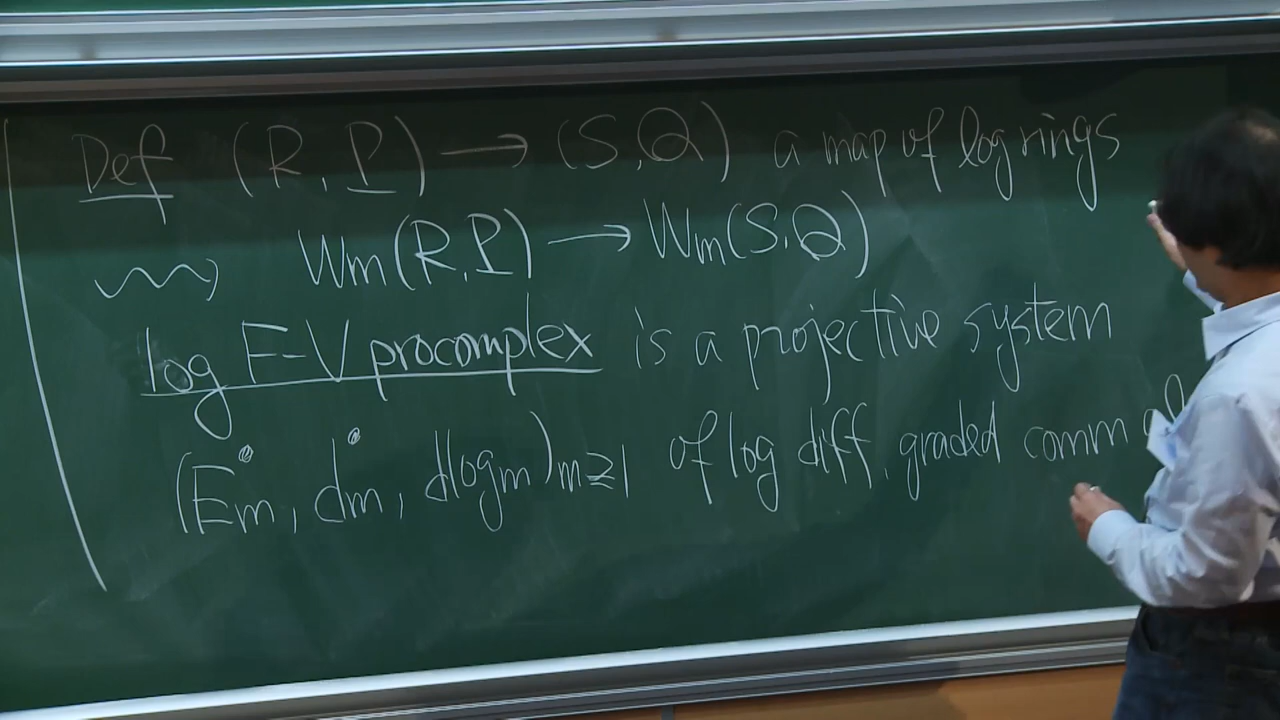 Def (R, P) → (S, Q) a map of log rings
⇝ Wm(R, P) → Wm(S, Q)
log F-V procomplex is a projective system
(E•m, d•m, dlogm)m≥1 of log diff. graded comm